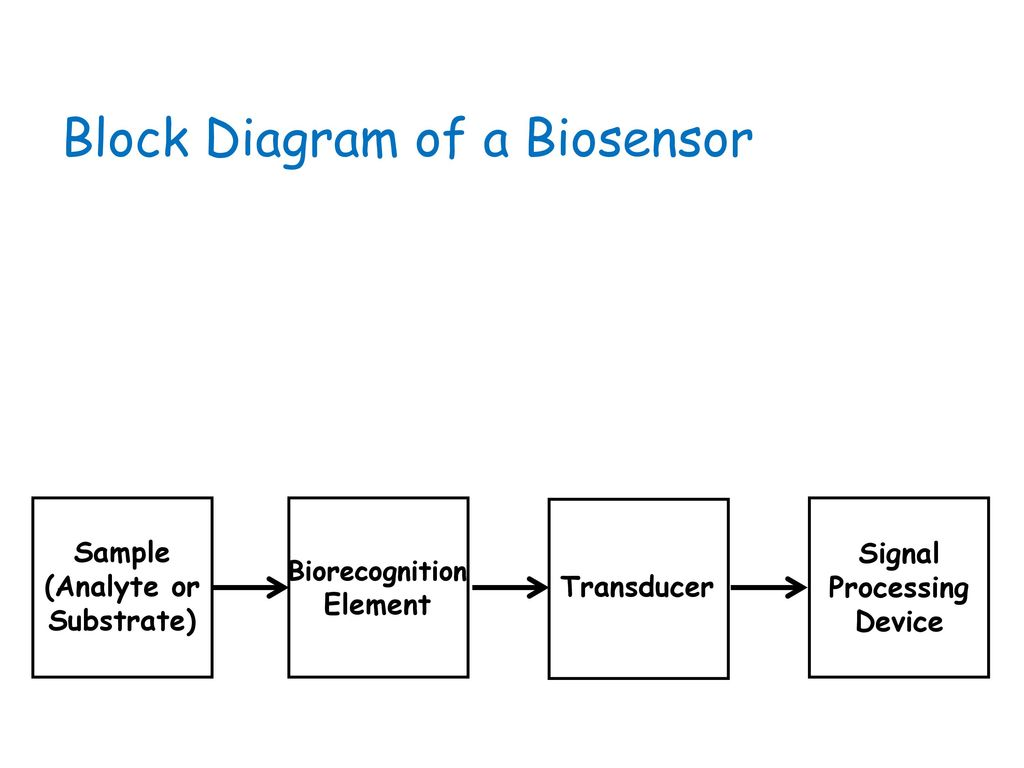 Block Diagram of a Biosensor
Sample
(Analyte or
Substrate)
Biorecognition
Element
Transducer
Signal
Processing
Device